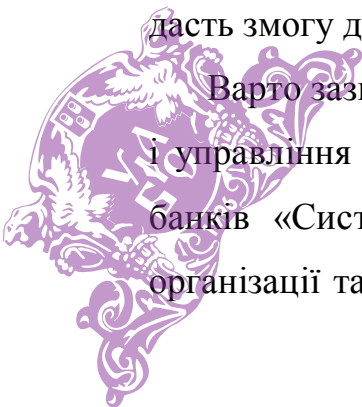 дасть змогу д
Варто зазн
і управління
банків «Сист
організації та